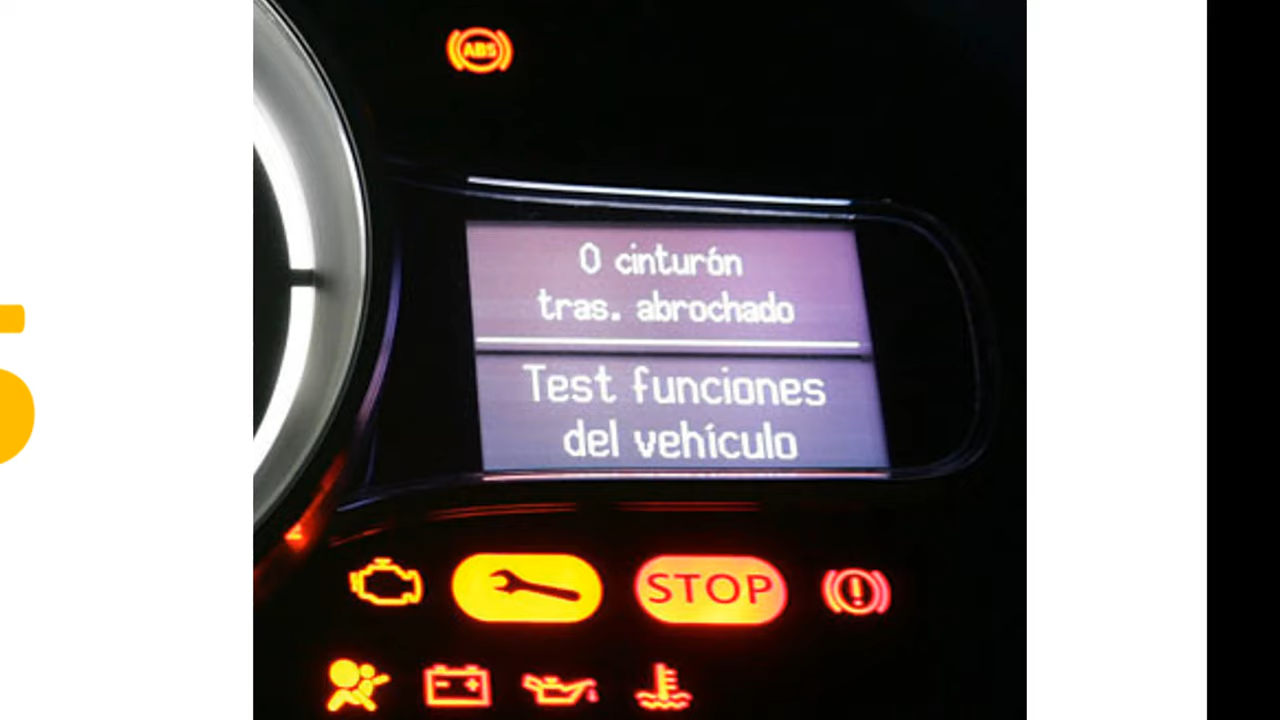 ABS
0 cinturón
tras. abrochado
Test funciones
del vehículo
STOP